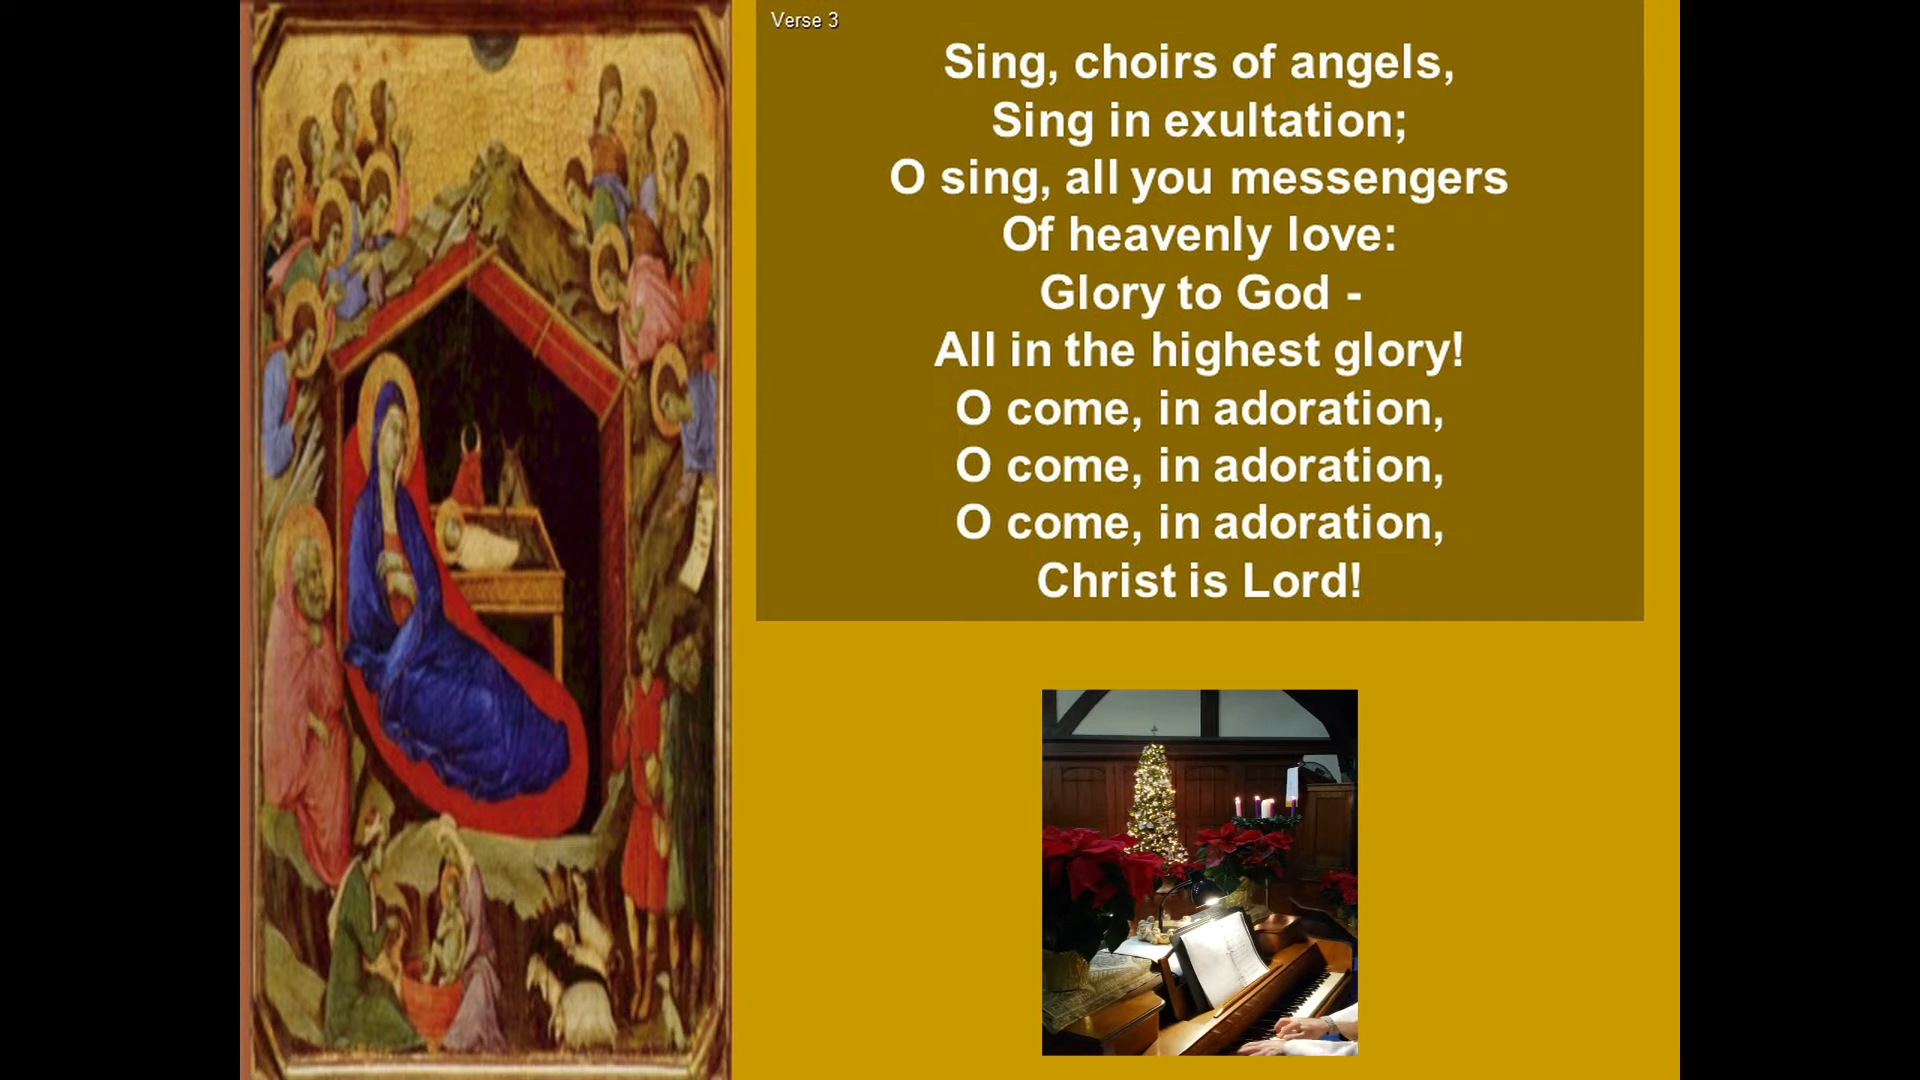 Verse 3
Sing, choirs of angels,
Sing in exultation;
O sing, all you messengers
Of heavenly love:
Glory to God -
All in the highest glory!
O come, in adoration,
O come, in adoration,
O come, in adoration,
Christ is Lord!